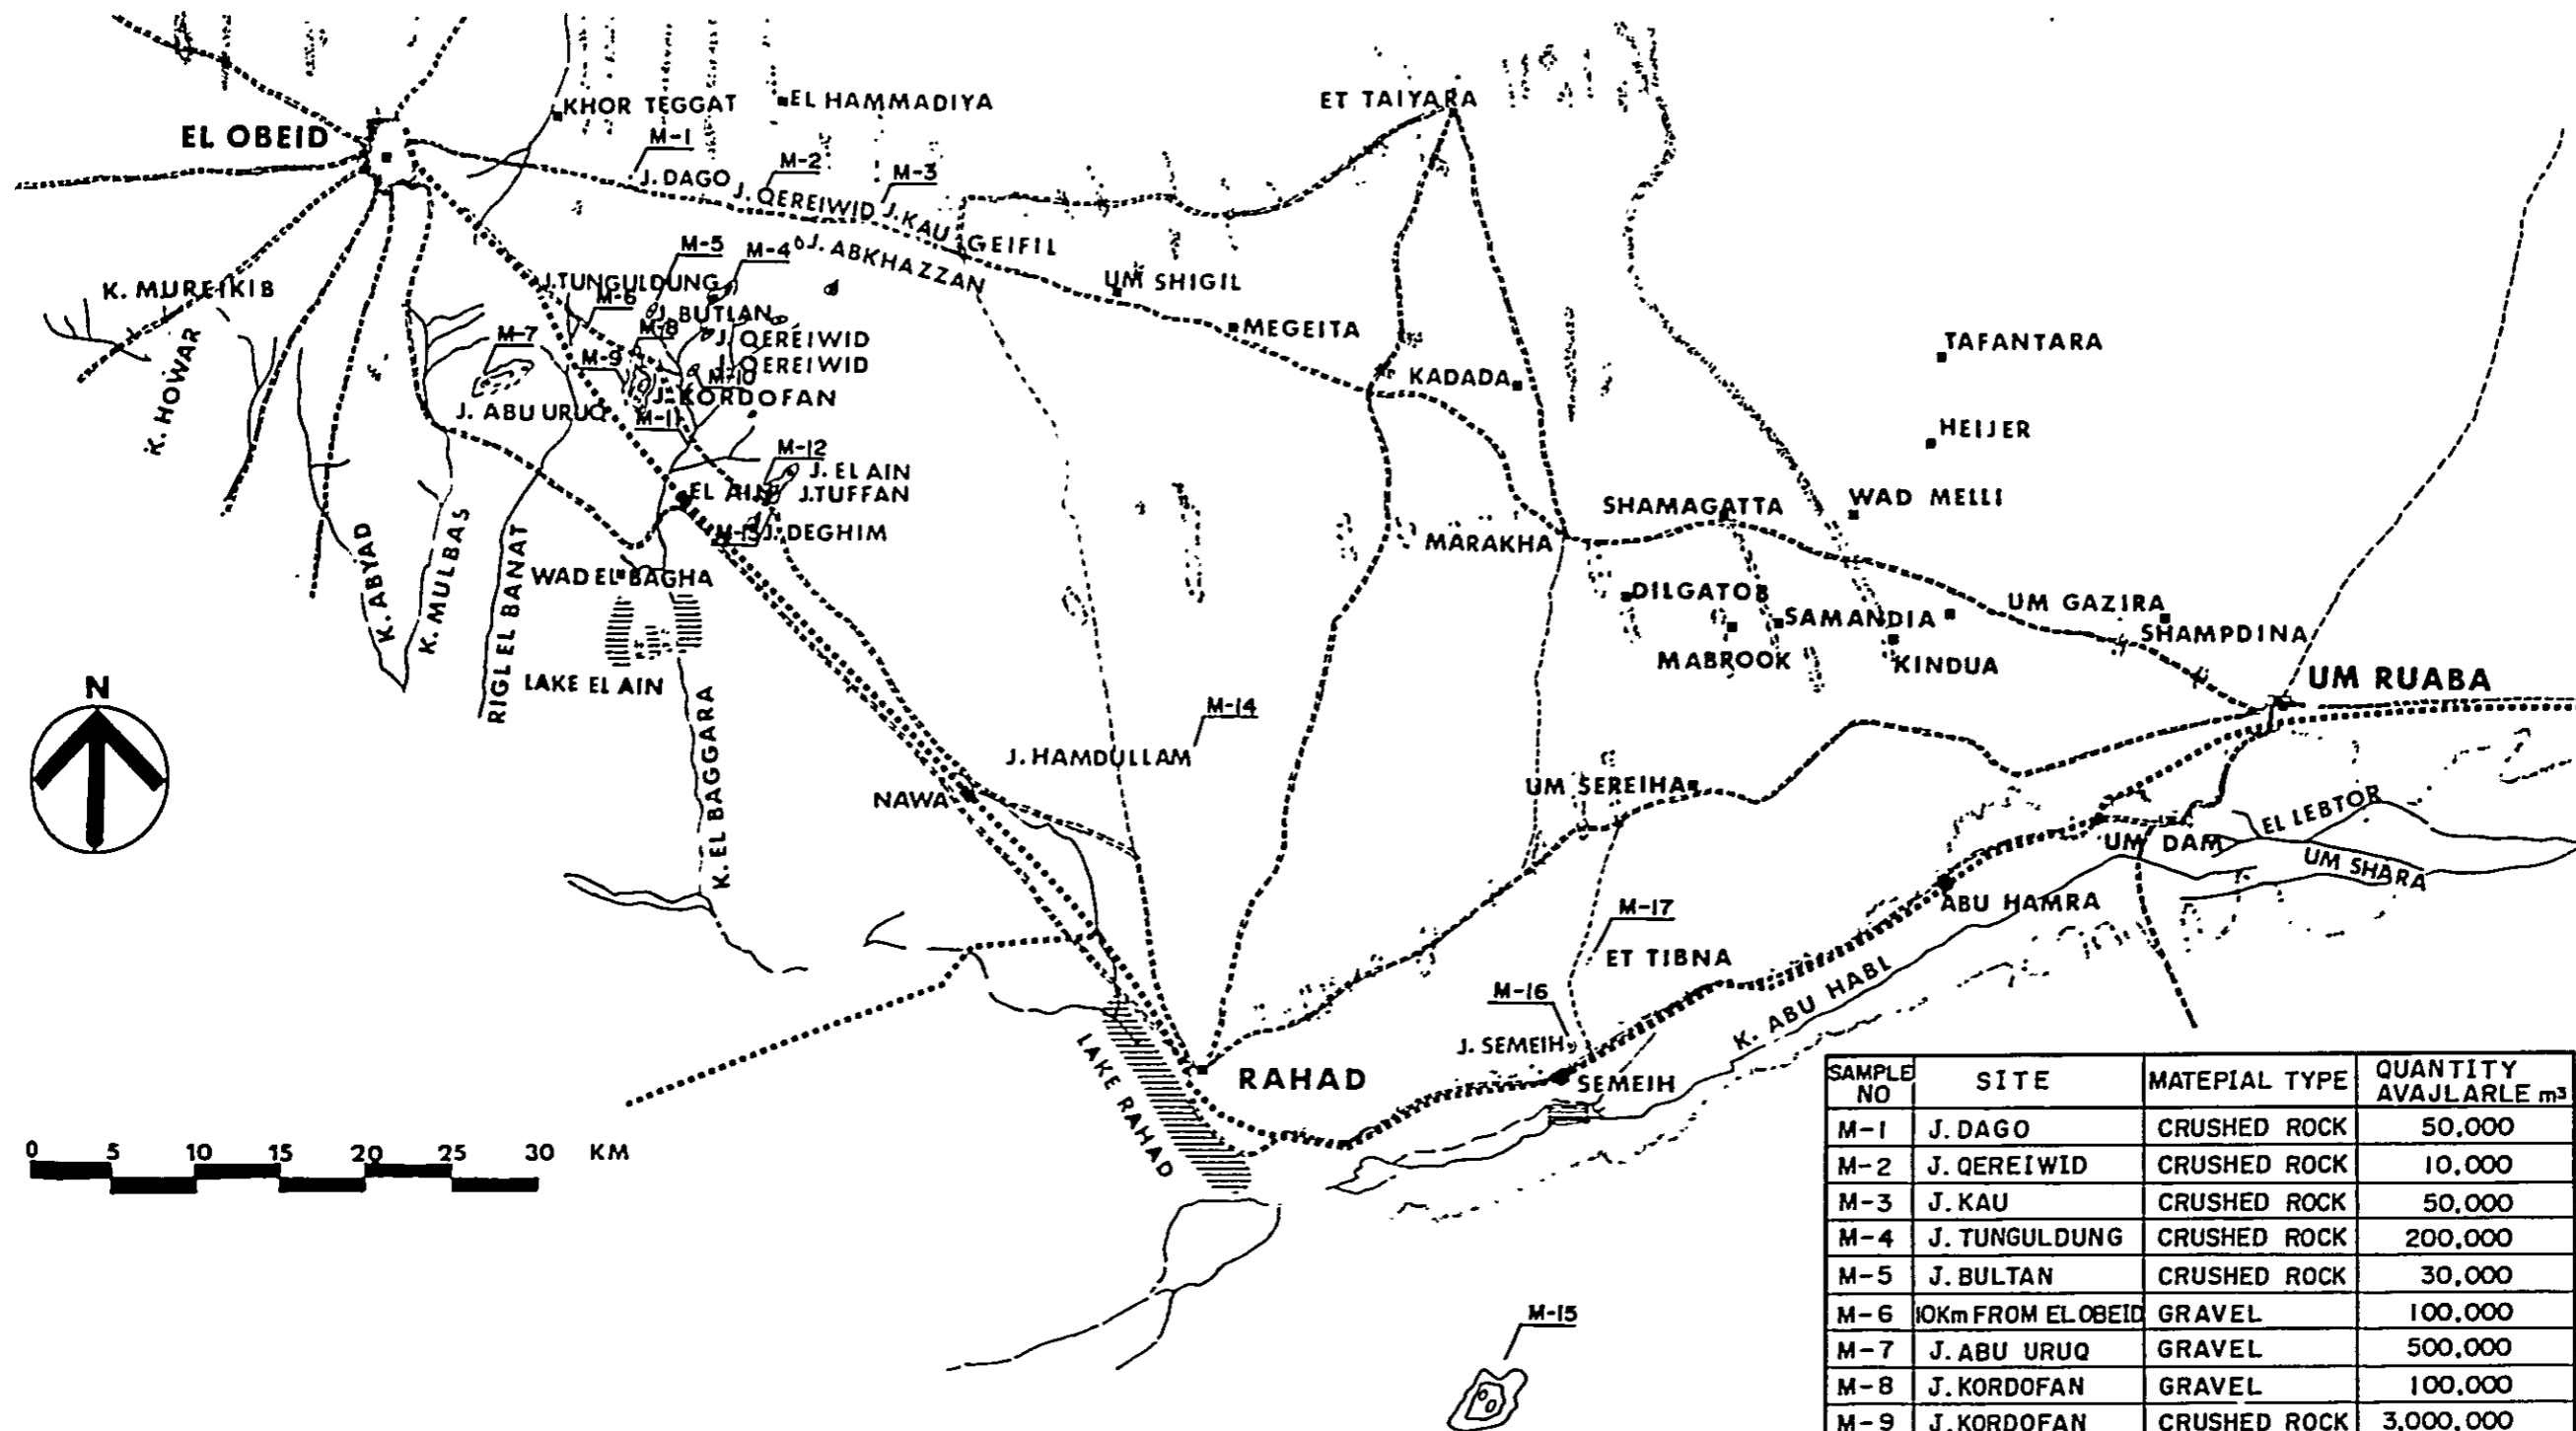 KHOR TEGGAT
EL HAMMADIYA
ET TAIYARA
EL OBEID
M-1
M-2
M-3
J. DAGO
J. QEREIWID
J. KAU
GEIFIL
J. ABKHAZZAN
M-5
M-4
UM SHIGIL
K. MUREIKIB
J. TUNGULDUNG
M-6
J. BUTLAN
M-7
M-8
J. QEREIWID
MEGEITA
TAFANTARA
M-9
J. QEREIWID
M-10
KADADA
K. HOWAR
J. KORDOFAN
J. ABU URUQ
M-11
HEIJER
M-12
J. EL AIN
EL AIN
J. TUFFAN
SHAMAGATTA
WAD MELLI
M-13
J. DEGHIM
MARAKHA
K. ABYAD
K. MULBAS
RIGL EL BANAT
WAD EL BAGHA
DILGATOB
UM GAZIRA
SAMANDIA
SHAMPDINA
MABROOK
KINDUA
LAKE EL AIN
UM RUABA
N
M-14
J. HAMDULLAM
K. EL BAGGARA
NAWA
UM SEREIHA
EL LEBTOR
UM DAM
UM SHARA
ABU HAMRA
M-17
ET TIBNA
M-16
K. ABU HABL
J. SEMEIH
LAKE RAHAD
RAHAD
SEMEIH
0 5 10 15 20 25 30 KM
M-15
SAMPLE NO SITE MATEPIAL TYPE QUANTITY AVAJLARLE m³
M-1 J. DAGO CRUSHED ROCK 50,000
M-2 J. QEREIWID CRUSHED ROCK 10,000
M-3 J. KAU CRUSHED ROCK 50,000
M-4 J. TUNGULDUNG CRUSHED ROCK 200,000
M-5 J. BULTAN CRUSHED ROCK 30,000
M-6 10Km FROM EL OBEID GRAVEL 100,000
M-7 J. ABU URUQ GRAVEL 500,000
M-8 J. KORDOFAN GRAVEL 100,000
M-9 J. KORDOFAN CRUSHED ROCK 3,000,000